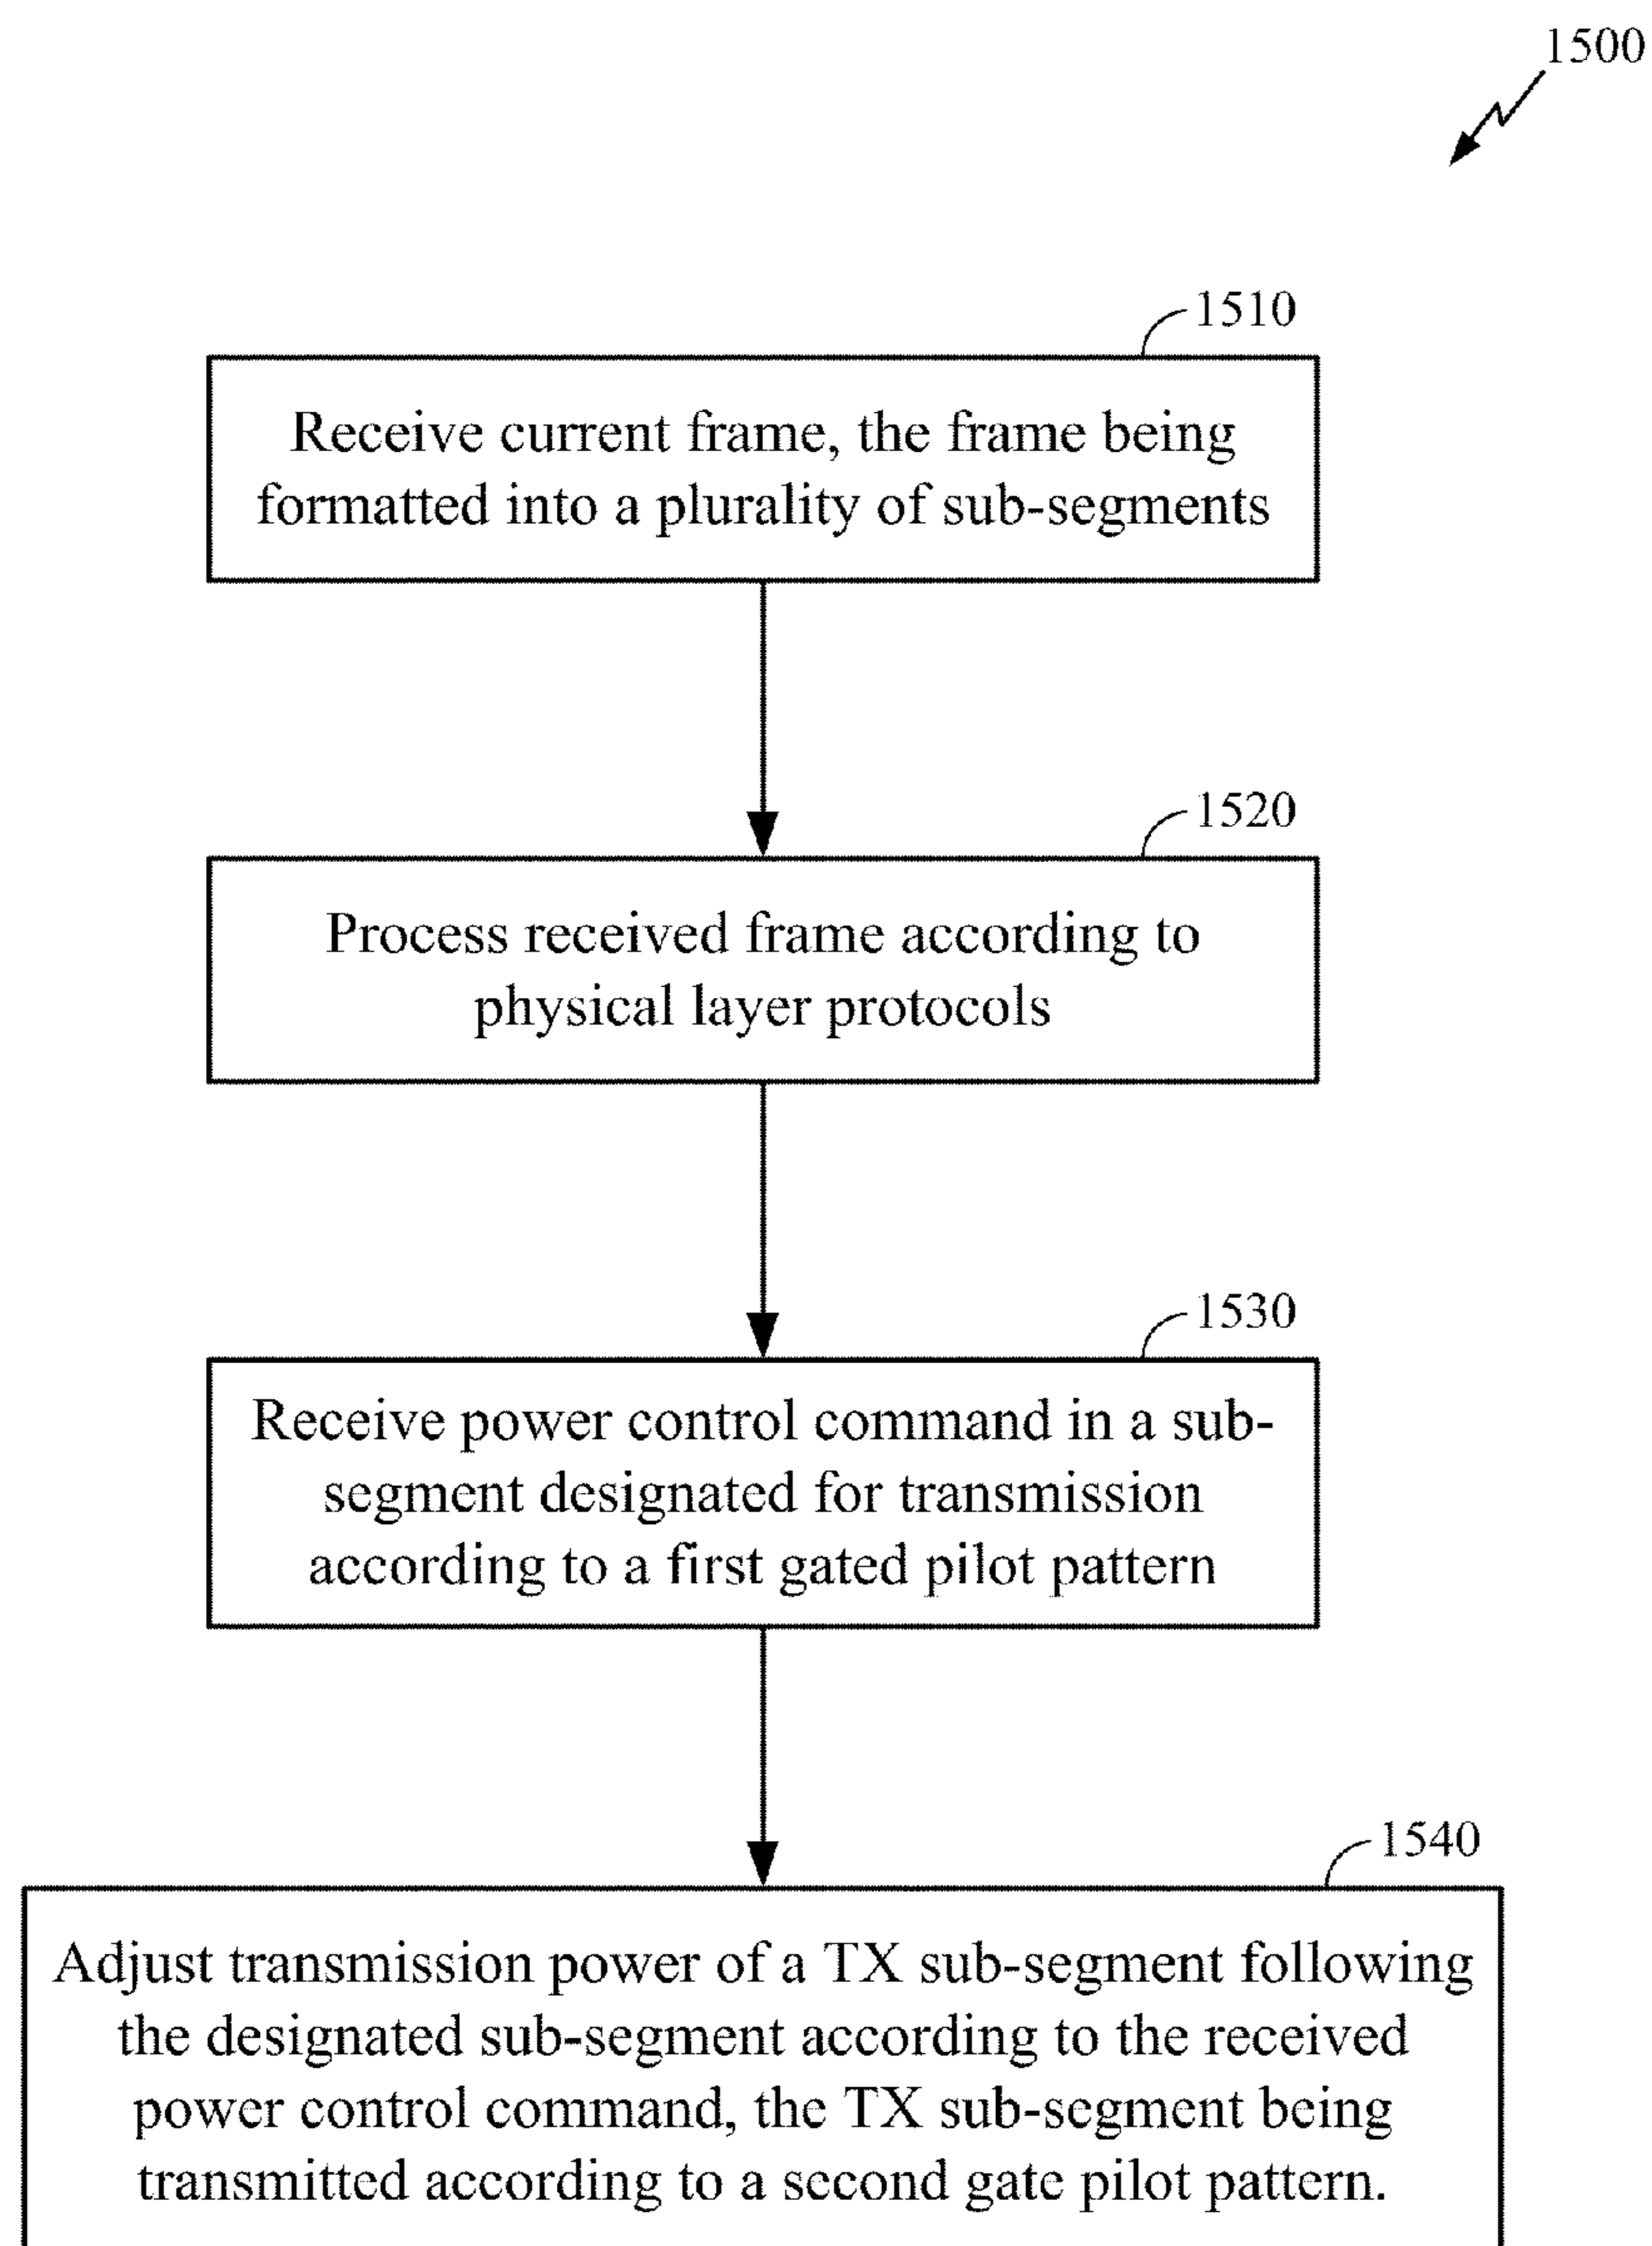 1500
1510
Receive current frame, the frame being
formatted into a plurality of sub-segments
1520
Process received frame according to
physical layer protocols
1530
Receive power control command in a sub-
segment designated for transmission
according to a first gated pilot pattern
1540
Adjust transmission power of a TX sub-segment following
the designated sub-segment according to the received
power control command, the TX sub-segment being
transmitted according to a second gate pilot pattern.